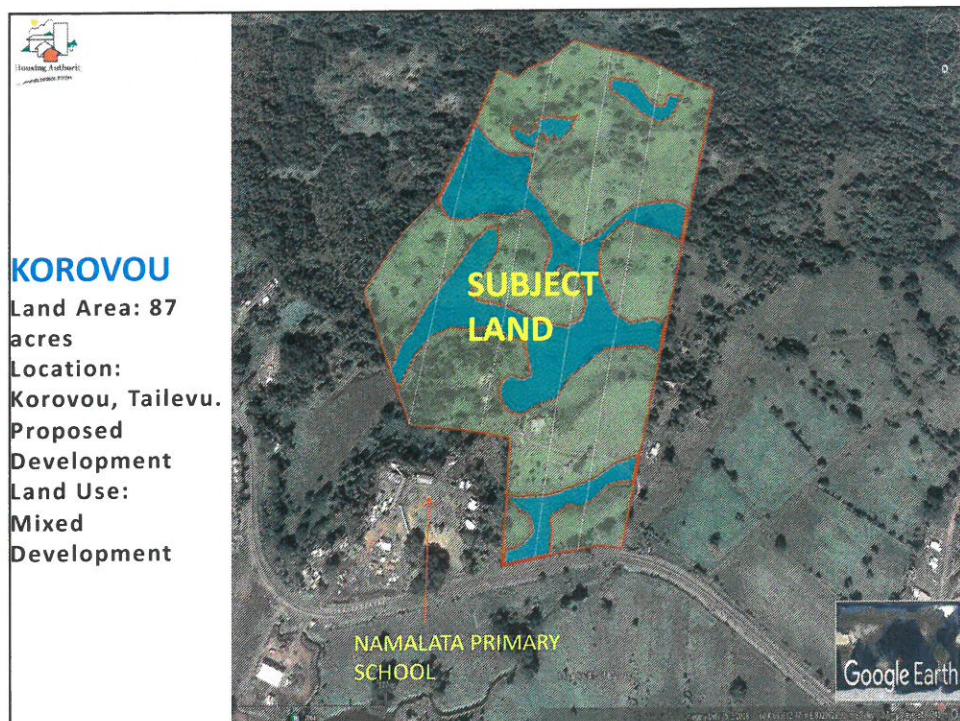 Housing Authority
KOROVOU
Land Area: 87
acres
Location:
Korovou, Tailevu.
Proposed
Development
Land Use:
Mixed
Development
SUBJECT
LAND
NAMALATA PRIMARY
SCHOOL
Google Earth